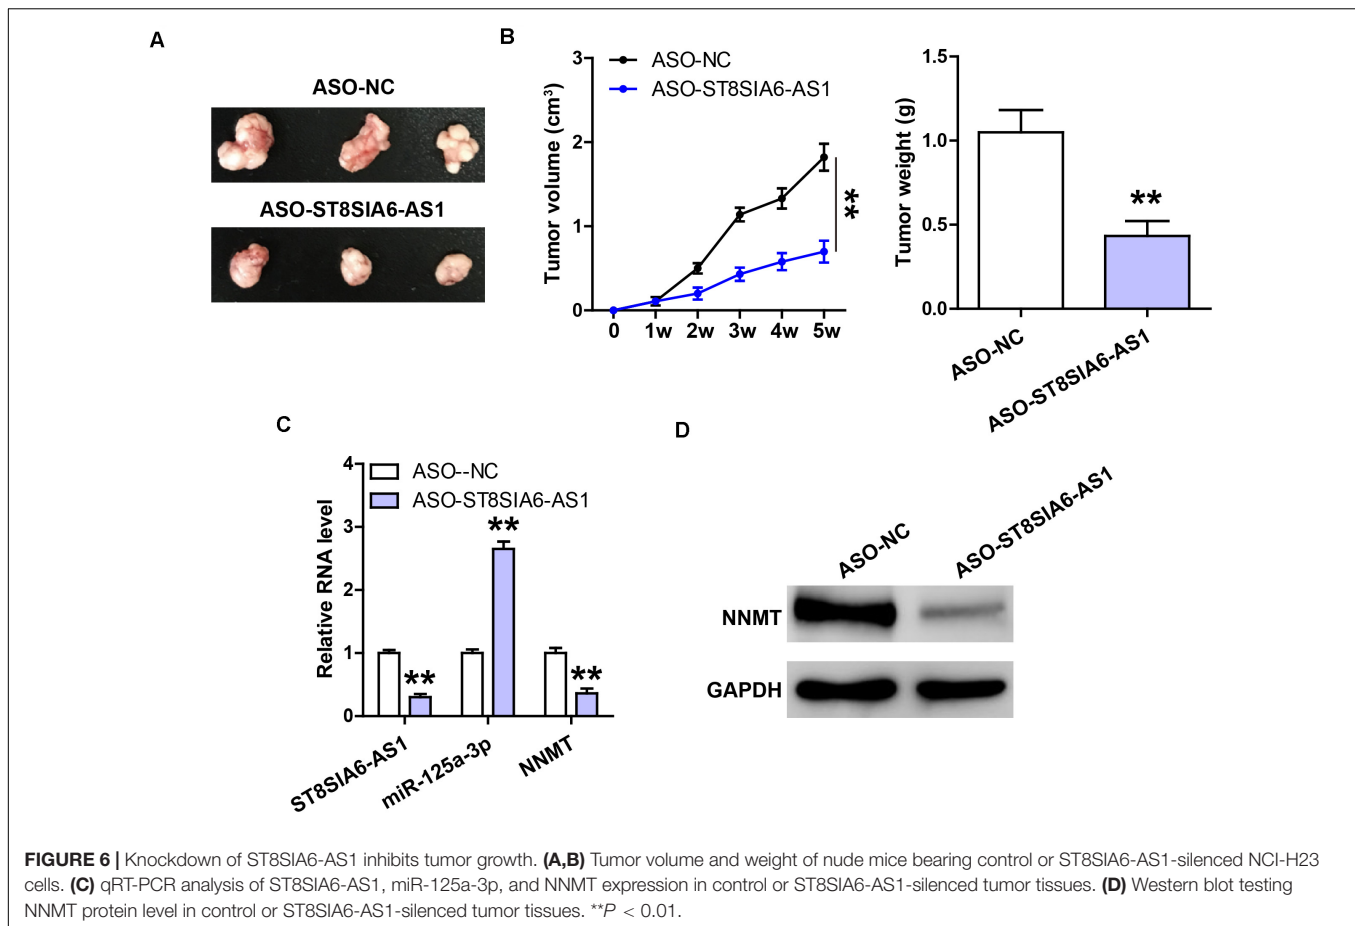 A
ASO-NC
ASO-ST8SIA6-AS1
B
ASO-NC
ASO-ST8SIA6-AS1
Tumor volume (cm³)
3
2
1
0
0 1w 2w 3w 4w 5w
**
Tumor weight (g)
1.5
1.0
0.5
0.0
**
ASO-NC
ASO-ST8SIA6-AS1
C
ASO--NC
ASO-ST8SIA6-AS1
Relative RNA level
4
3
2
1
0
**
**
**
ST8SIA6-AS1
miR-125a-3p
NNMT
D
ASO-NC
ASO-ST8SIA6-AS1
NNMT
GAPDH
FIGURE 6 | Knockdown of ST8SIA6-AS1 inhibits tumor growth. (A,B) Tumor volume and weight of nude mice bearing control or ST8SIA6-AS1-silenced NCI-H23
cells. (C) qRT-PCR analysis of ST8SIA6-AS1, miR-125a-3p, and NNMT expression in control or ST8SIA6-AS1-silenced tumor tissues. (D) Western blot testing
NNMT protein level in control or ST8SIA6-AS1-silenced tumor tissues. **P < 0.01.